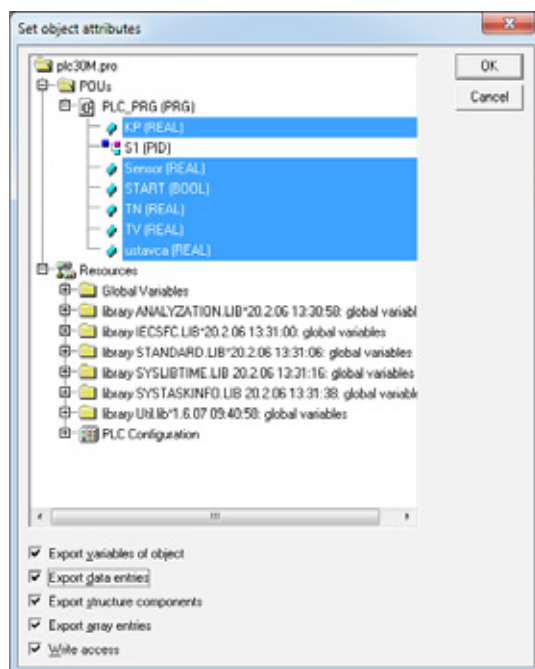 Set object attributes
plc30M.pro
POUs
PLC_PRG (PRG)
KP (REAL)
S1 (PID)
Sensor (REAL)
START (BOOL)
TN (REAL)
TV (REAL)
ustavca (REAL)
Resources
Global Variables
library ANALYZATION.LIB*20.2.06 13:30:58: global variabl
library IECSFC.LIB*20.2.06 13:31:00: global variables
library STANDARD.LIB*20.2.06 13:31:06: global variables
library SYSLIBTIME.LIB 20.2.06 13:31:16: global variables
library SYSTASKINFO.LIB 20.2.06 13:31:38: global variable
library Util.lib*1.6.07 09:40:58: global variables
PLC Configuration
OK
Cancel
Export variables of object
Export data entries
Export structure components
Export array entries
Write access